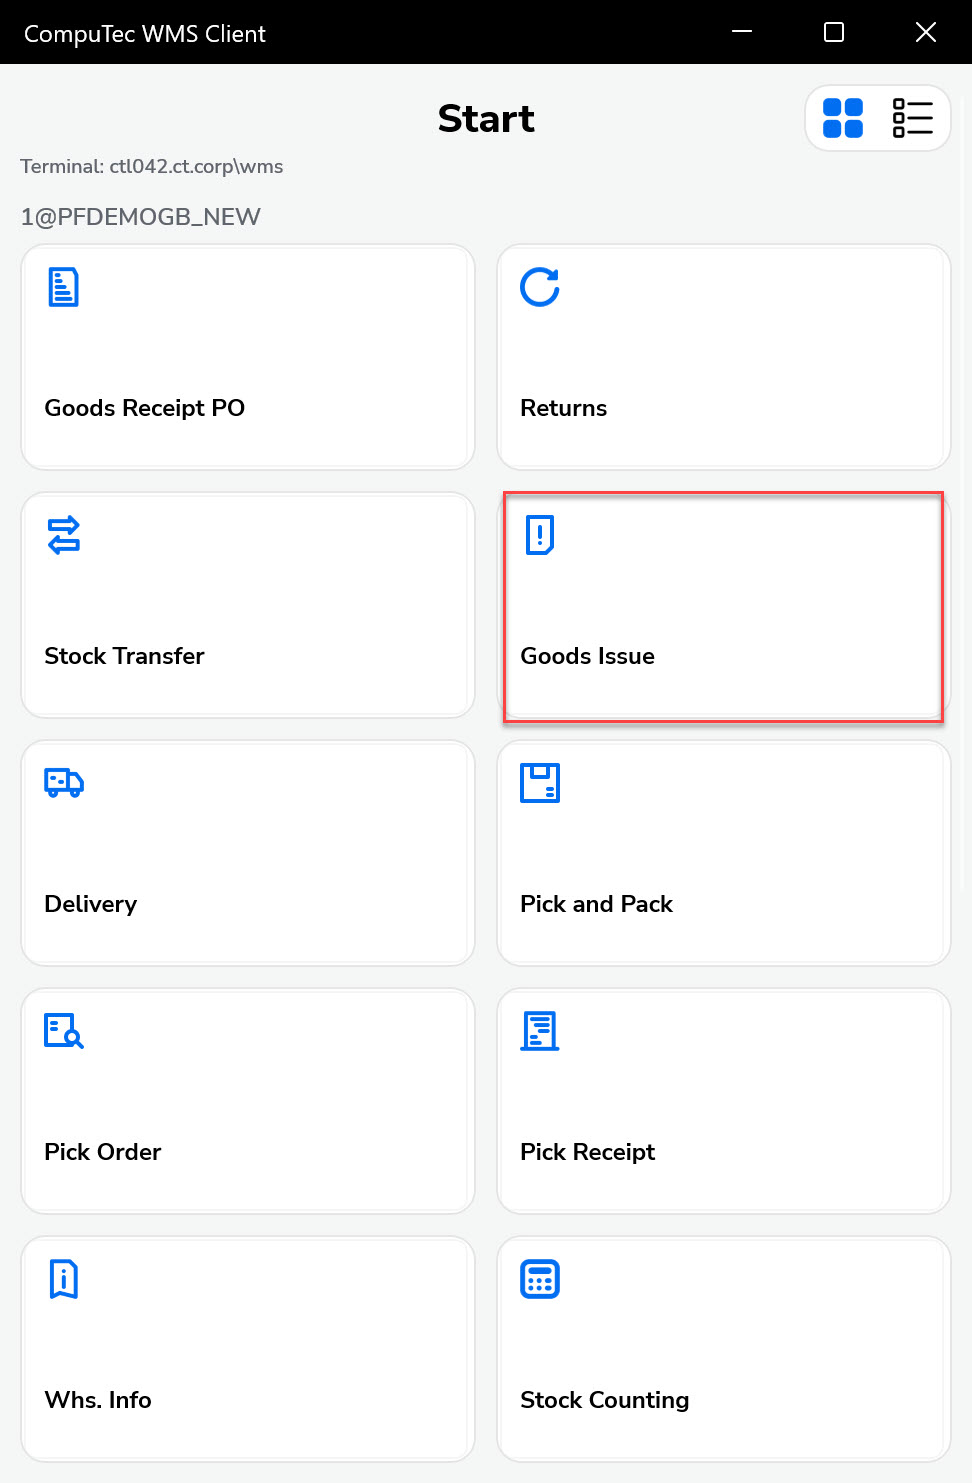 CompuTec WMS Client
Start
Terminal: ctl042.ct.corp\wms
1@PFDEMOGB_NEW
Goods Receipt PO
Returns
Stock Transfer
Goods Issue
Delivery
Pick and Pack
Pick Order
Pick Receipt
Whs. Info
Stock Counting